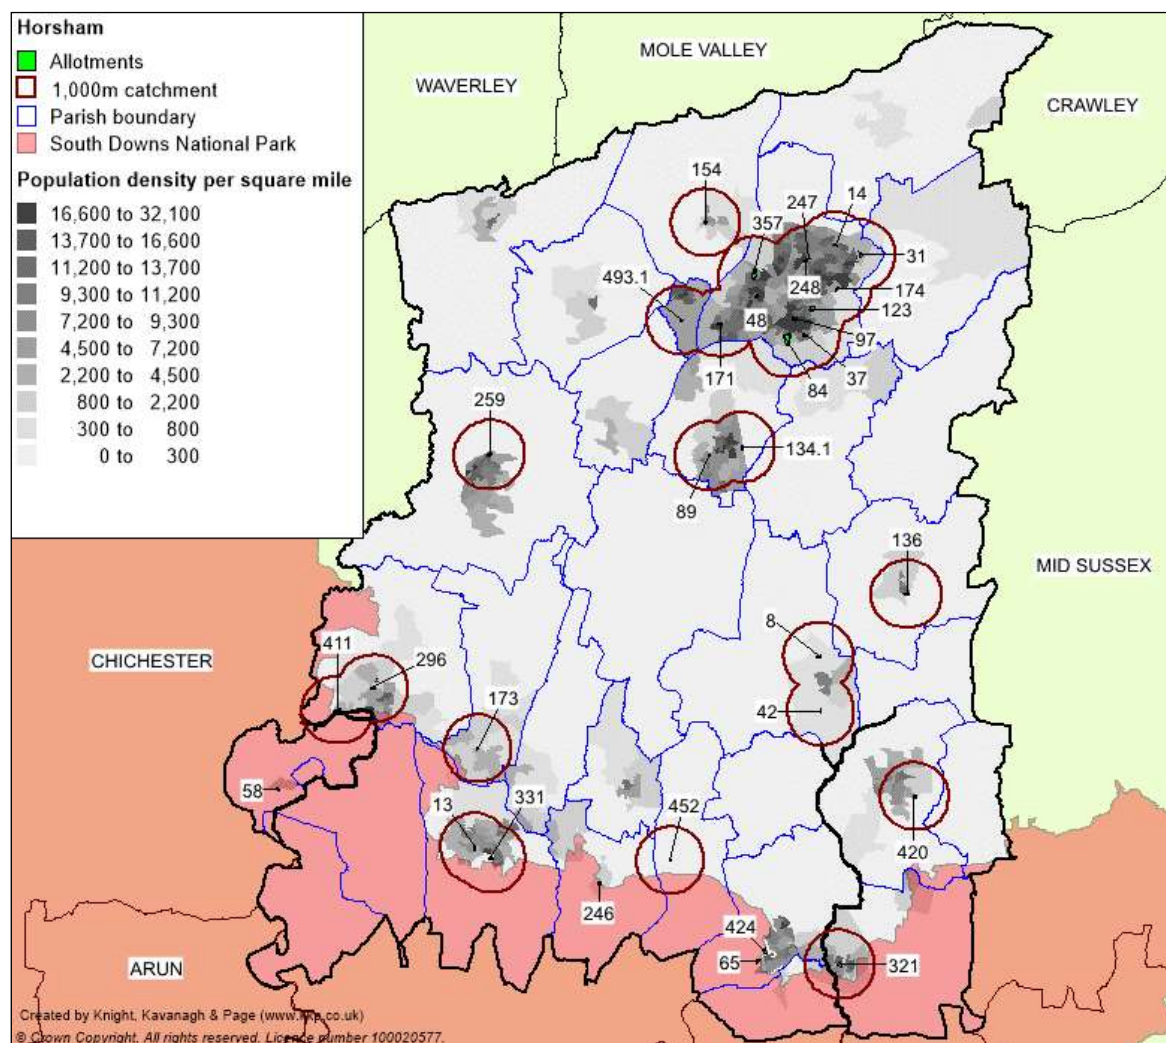 Horsham
Allotments
1,000m catchment
Parish boundary
South Downs National Park
Population density per square mile
16,600 to 32,100
13,700 to 16,600
11,200 to 13,700
9,300 to 11,200
7,200 to 9,300
4,500 to 7,200
2,200 to 4,500
800 to 2,200
300 to 800
0 to 300
MOLE VALLEY
WAVERLEY
CRAWLEY
154
247
14
357
31
493.1
248
174
123
48
97
171
37
84
259
134.1
89
136
MID SUSSEX
8
411
CHICHESTER
296
42
173
58
13
331
452
420
246
424
65
321
ARUN
Created by Knight, Kavanagh & Page (www.kkp.co.uk)
© Crown Copyright. All rights reserved. Licence number 100020577.